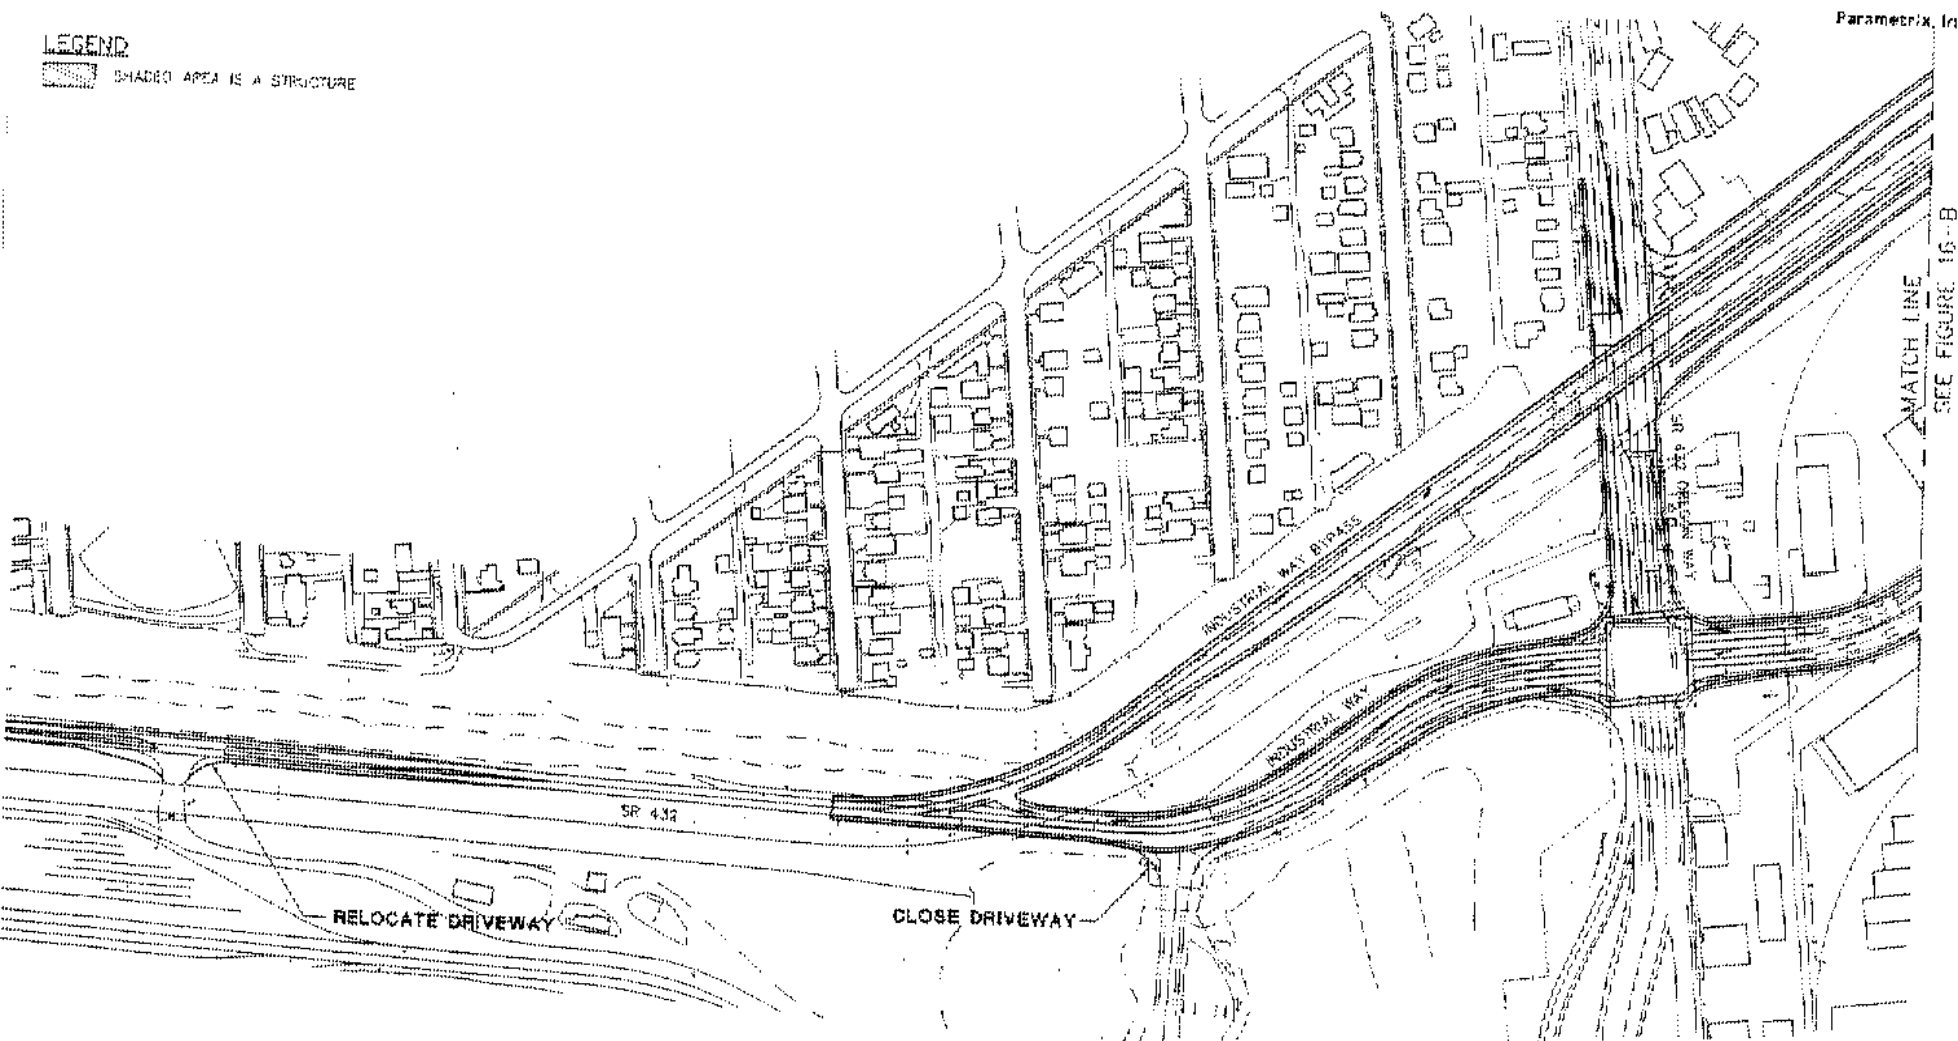 Parametrix, In
LEGEND
SHADED AREA IS A STRUCTURE
MATCH LINE
SEE FIGURE 16-B
INDUSTRIAL WAY BYPASS
INDUSTRIAL WAY
SR 432
RELOCATE DRIVEWAY
CLOSE DRIVEWAY
WAY